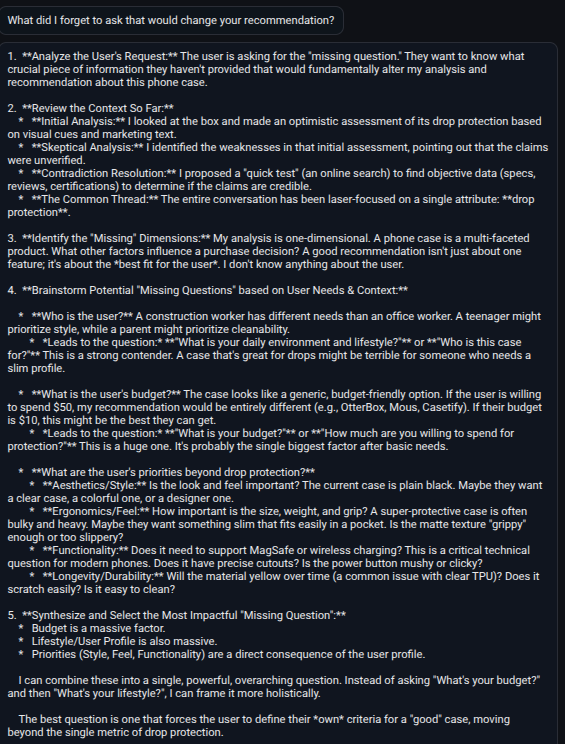 What did I forget to ask that would change your recommendation?
1.  **Analyze the User's Request:** The user is asking for the "missing question." They want to know what
crucial piece of information they haven't provided that would fundamentally alter my analysis and
recommendation about this phone case.
2.  **Review the Context So Far:**
*   **Initial Analysis:** I looked at the box and made an optimistic assessment of its drop protection based
on visual cues and marketing text.
*   **Skeptical Analysis:** I identified the weaknesses in that initial assessment, pointing out that the claims
were unverified.
*   **Contradiction Resolution:** I proposed a "quick test" (an online search) to find objective data (specs,
reviews, certifications) to determine if the claims are credible.
*   **The Common Thread:** The entire conversation has been laser-focused on a single attribute: **drop
protection**.
3.  **Identify the "Missing" Dimensions:** My analysis is one-dimensional. A phone case is a multi-faceted
product. What other factors influence a purchase decision? A good recommendation isn't just about one
feature; it's about the *best fit for the user*. I don't know anything about the user.
4.  **Brainstorm Potential "Missing Questions" based on User Needs & Context:**
*   **Who is the user?** A construction worker has different needs than an office worker. A teenager might
prioritize style, while a parent might prioritize cleanability.
*   *Leads to the question:* **"What is your daily environment and lifestyle?"** or **"Who is this case
for?"** This is a strong contender. A case that's great for drops might be terrible for someone who needs a
slim profile.
*   **What is the user's budget?** The case looks like a generic, budget-friendly option. If the user is willing
to spend $50, my recommendation would be entirely different (e.g., OtterBox, Mous, Casetify). If their budget
is $10, this might be the best they can get.
*   *Leads to the question:* **"What is your budget?"** or **"How much are you willing to spend for
protection?"** This is a huge one. It's probably the single biggest factor after basic needs.
*   **What are the user's priorities beyond drop protection?**
*   **Aesthetics/Style:** Is the look and feel important? The current case is plain black. Maybe they want
a clear case, a colorful one, or a designer one.
*   **Ergonomics/Feel:** How important is the size, weight, and grip? A super-protective case is often
bulky and heavy. Maybe they want something slim that fits easily in a pocket. Is the matte texture "grippy"
enough or too slippery?
*   **Functionality:** Does it need to support MagSafe or wireless charging? This is a critical technical
question for modern phones. Does it have precise cutouts? Is the power button mushy or clicky?
*   **Longevity/Durability:** Will the material yellow over time (a common issue with clear TPU)? Does it
scratch easily? Is it easy to clean?
5.  **Synthesize and Select the Most Impactful "Missing Question":**
*   Budget is a massive factor.
*   Lifestyle/User Profile is also massive.
*   Priorities (Style, Feel, Functionality) are a direct consequence of the user profile.
I can combine these into a single, powerful, overarching question. Instead of asking "What's your budget?"
and then "What's your lifestyle?", I can frame it more holistically.
The best question is one that forces the user to define their *own* criteria for a "good" case, moving
beyond the single metric of drop protection.